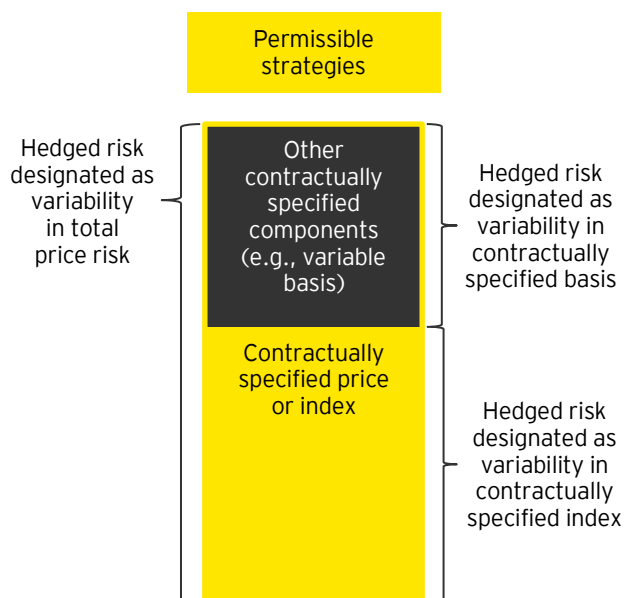 Permissible
strategies
Hedged risk
designated as
variability
in total
price risk
Other
contractually
specified
components
(e.g., variable
basis)
Hedged risk
designated as
variability in
contractually
specified basis
Contractually
specified price
or index
Hedged risk
designated as
variability in
contractually
specified index